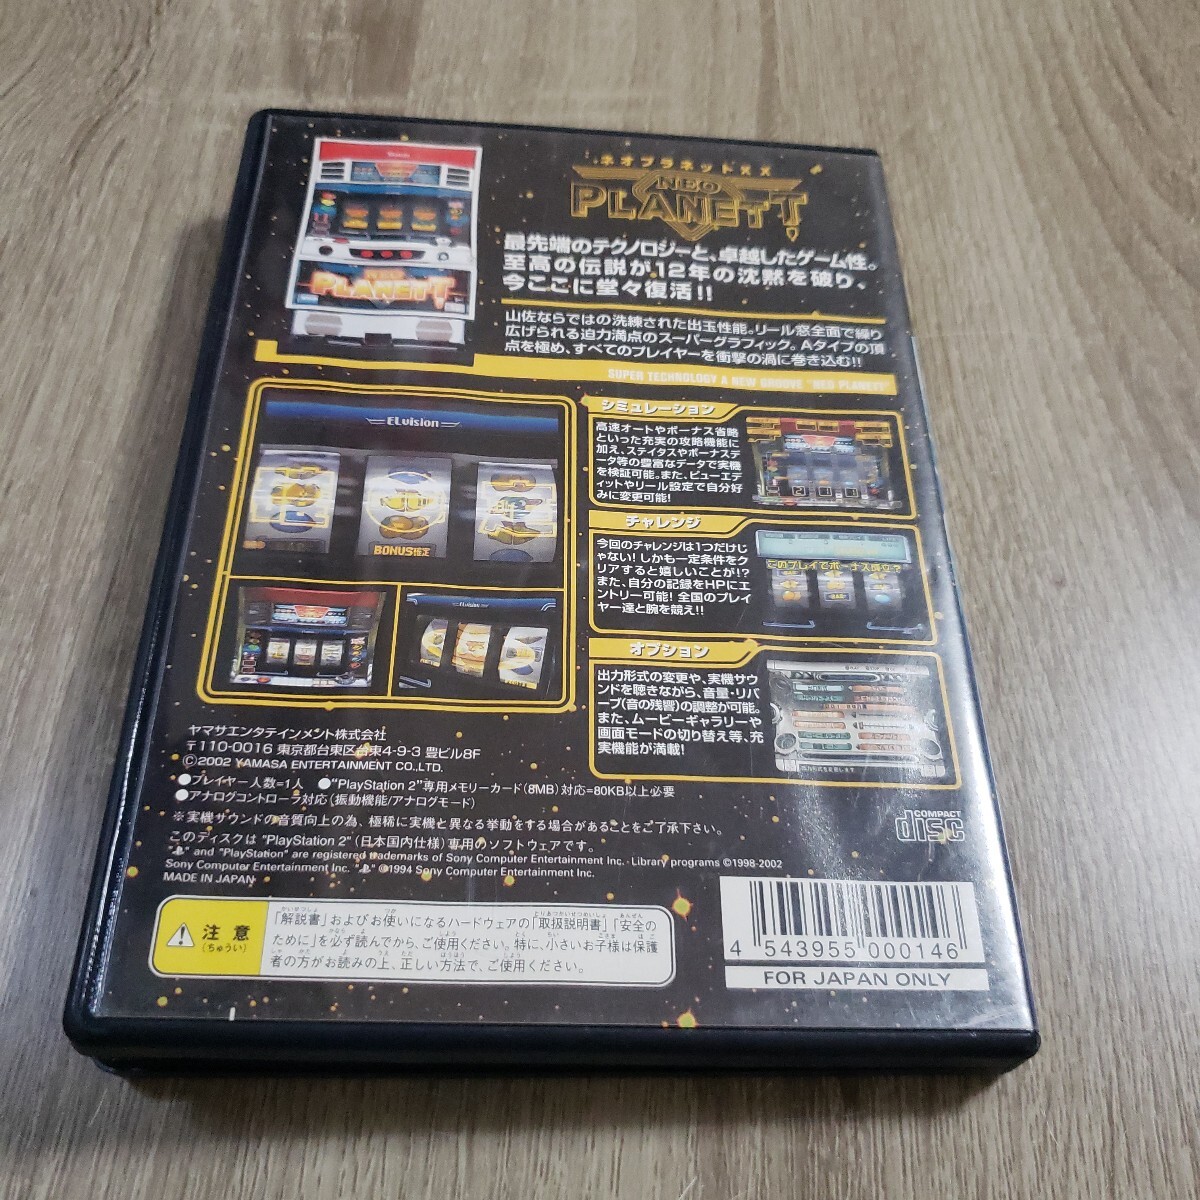 ネオプラネットXX
NEO
PLANETT!
最先端のテクノロジーと、卓越したゲーム性。
至高の伝説が12年の沈黙を破り、
今ここに堂々復活!!
山佐ならではの洗練された出玉性能。リール窓全面で繰り
広げられる迫力満点のスーパーグラフィック。Aタイプの頂
点を極め、すべてのプレイヤーを衝撃の渦に巻き込む!!
SUPER TECHNOLOGY A NEW GROOVE "NEO PLANETT"
NEO
PLANETT
ELvision
BONUS確定
ELvision
シミュレーション
高速オートやボーナス省略
といった充実の攻略機能に
加え、ステイタスやボーナスデ
ータ等の豊富なデータで実機
を検証可能。また、ビューエデ
ィットやリール設定で自分好
みに変更可能!
チャレンジ
今回のチャレンジは1つだけじ
ゃない! しかも一定条件をク
リアすると嬉しいことが!?
また、自分の記録をHPにエ
ントリー可能! 全国のプレイ
ヤー達と腕を競え!!
このプレイでボーナス成立?
オプション
出力形式の変更や、実機サウ
ンドを聴きながら、音量・リバ
ーブ(音の残響)の調整が可能。
また、ムービーギャラリーや
画面モードの切り替え等、充
実機能が満載!
ヤマサエンタテインメント株式会社
〒110-0016 東京都台東区台東4-9-3 豊ビル8F
©2002 YAMASA ENTERTAINMENT CO.,LTD.
●プレイヤー人数=1人 ●"PlayStation 2"専用メモリーカード(8MB)対応=80KB以上必要
●アナログコントローラ対応(振動機能/アナログモード)
※実機サウンドの音質向上の為、極稀に実機と異なる挙動をする場合があることをご了承下さい。
このディスクは "PlayStation 2"(日本国内仕様)専用のソフトウェアです。
" " and "PlayStation" are registered trademarks of Sony Computer Entertainment Inc. Library programs ©1998-2002
Sony Computer Entertainment Inc. " " ©1994 Sony Computer Entertainment Inc.
MADE IN JAPAN
COMPACT
disc
注意
(ちゅうい)
「解説書」およびお使いになるハードウェアの「取扱説明書」「安全の
ために」を必ず読んでから、ご使用ください。特に、小さいお子様は保護
者の方がお読みの上、正しい方法で、ご使用ください。
4 543955 000146
FOR JAPAN ONLY